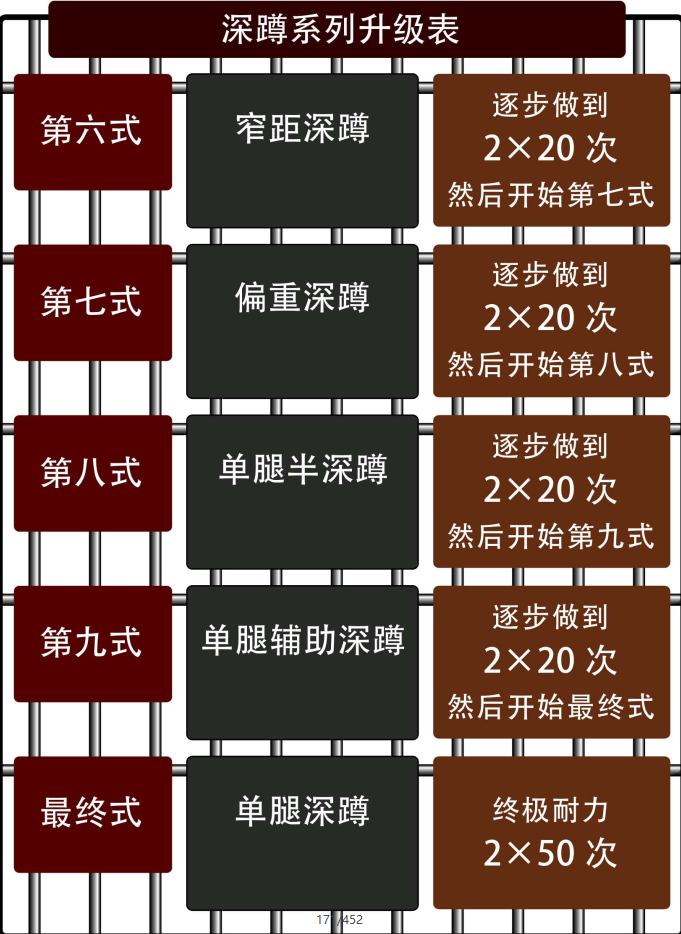 深蹲系列升级表
第六式
窄距深蹲
逐步做到
2×20 次
然后开始第七式
第七式
偏重深蹲
逐步做到
2×20 次
然后开始第八式
第八式
单腿半深蹲
逐步做到
2×20 次
然后开始第九式
第九式
单腿辅助深蹲
逐步做到
2×20 次
然后开始最终式
最终式
单腿深蹲
终极耐力
2×50 次